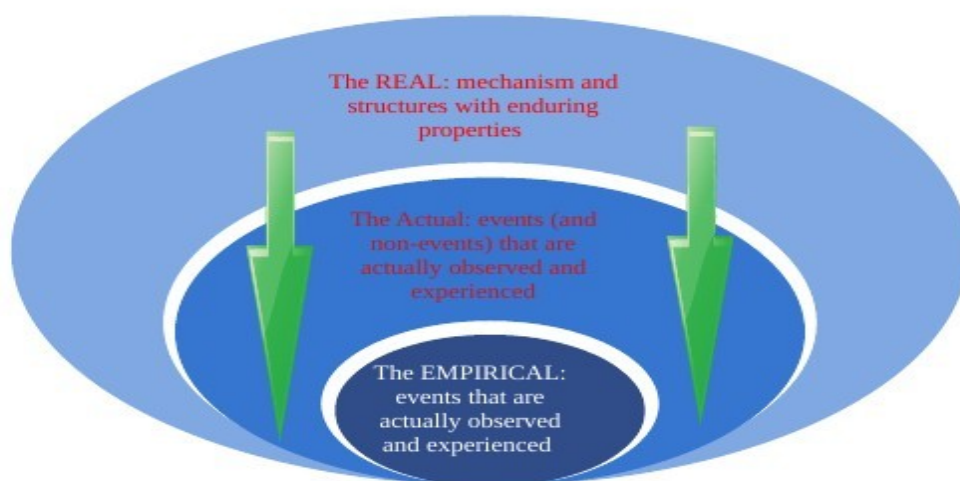 The REAL: mechanism and
structures with enduring
properties
The Actual: events (and
non-events) that are
actually observed and
experienced
The EMPIRICAL:
events that are
actually observed
and experienced